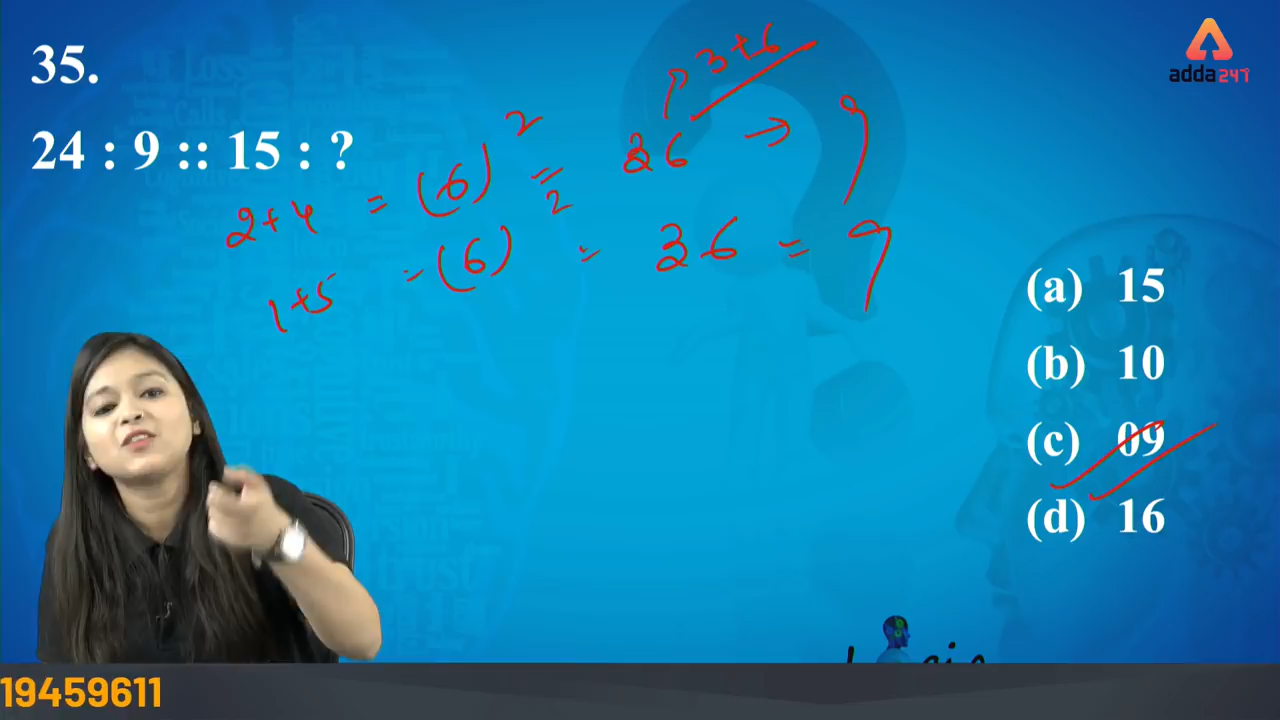 35.
adda247
24 : 9 :: 15 : ?
2+4 = (6)² = 36 → 9
3+6
1+5 = (6)² = 36 = 9
(a) 15
(b) 10
(c) 09
(d) 16
19459611